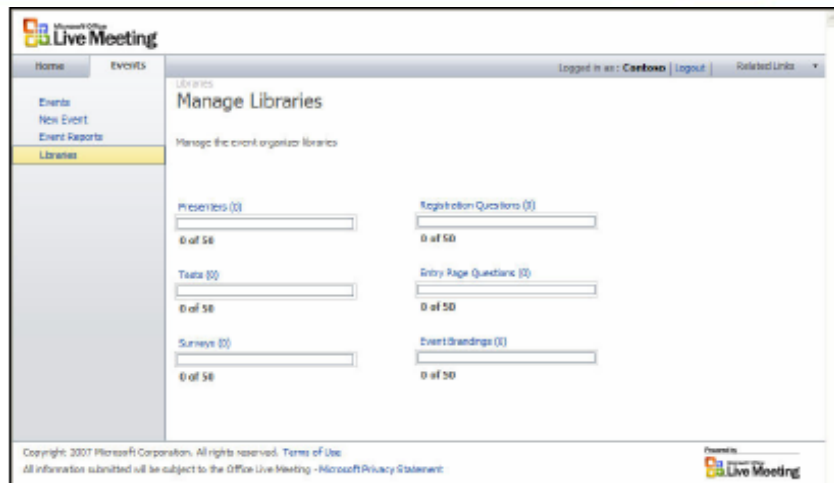 Microsoft Office
Live Meeting
Home Events Logged in as: Contoso | Logout | Related Links
Libraries
Manage Libraries
Events
New Event
Event Reports
Libraries
Manage the event organizer libraries
Presenters (0) Registration Questions (0)
0 of 50 0 of 50
Tests (0) Entry Page Questions (0)
0 of 50 0 of 50
Surveys (0) Event Brandings (0)
0 of 50 0 of 50
Copyright 2007 Microsoft Corporation. All rights reserved. Terms of Use
All information submitted will be subject to the Office Live Meeting - Microsoft Privacy Statement
Powered by
Microsoft Office
Live Meeting